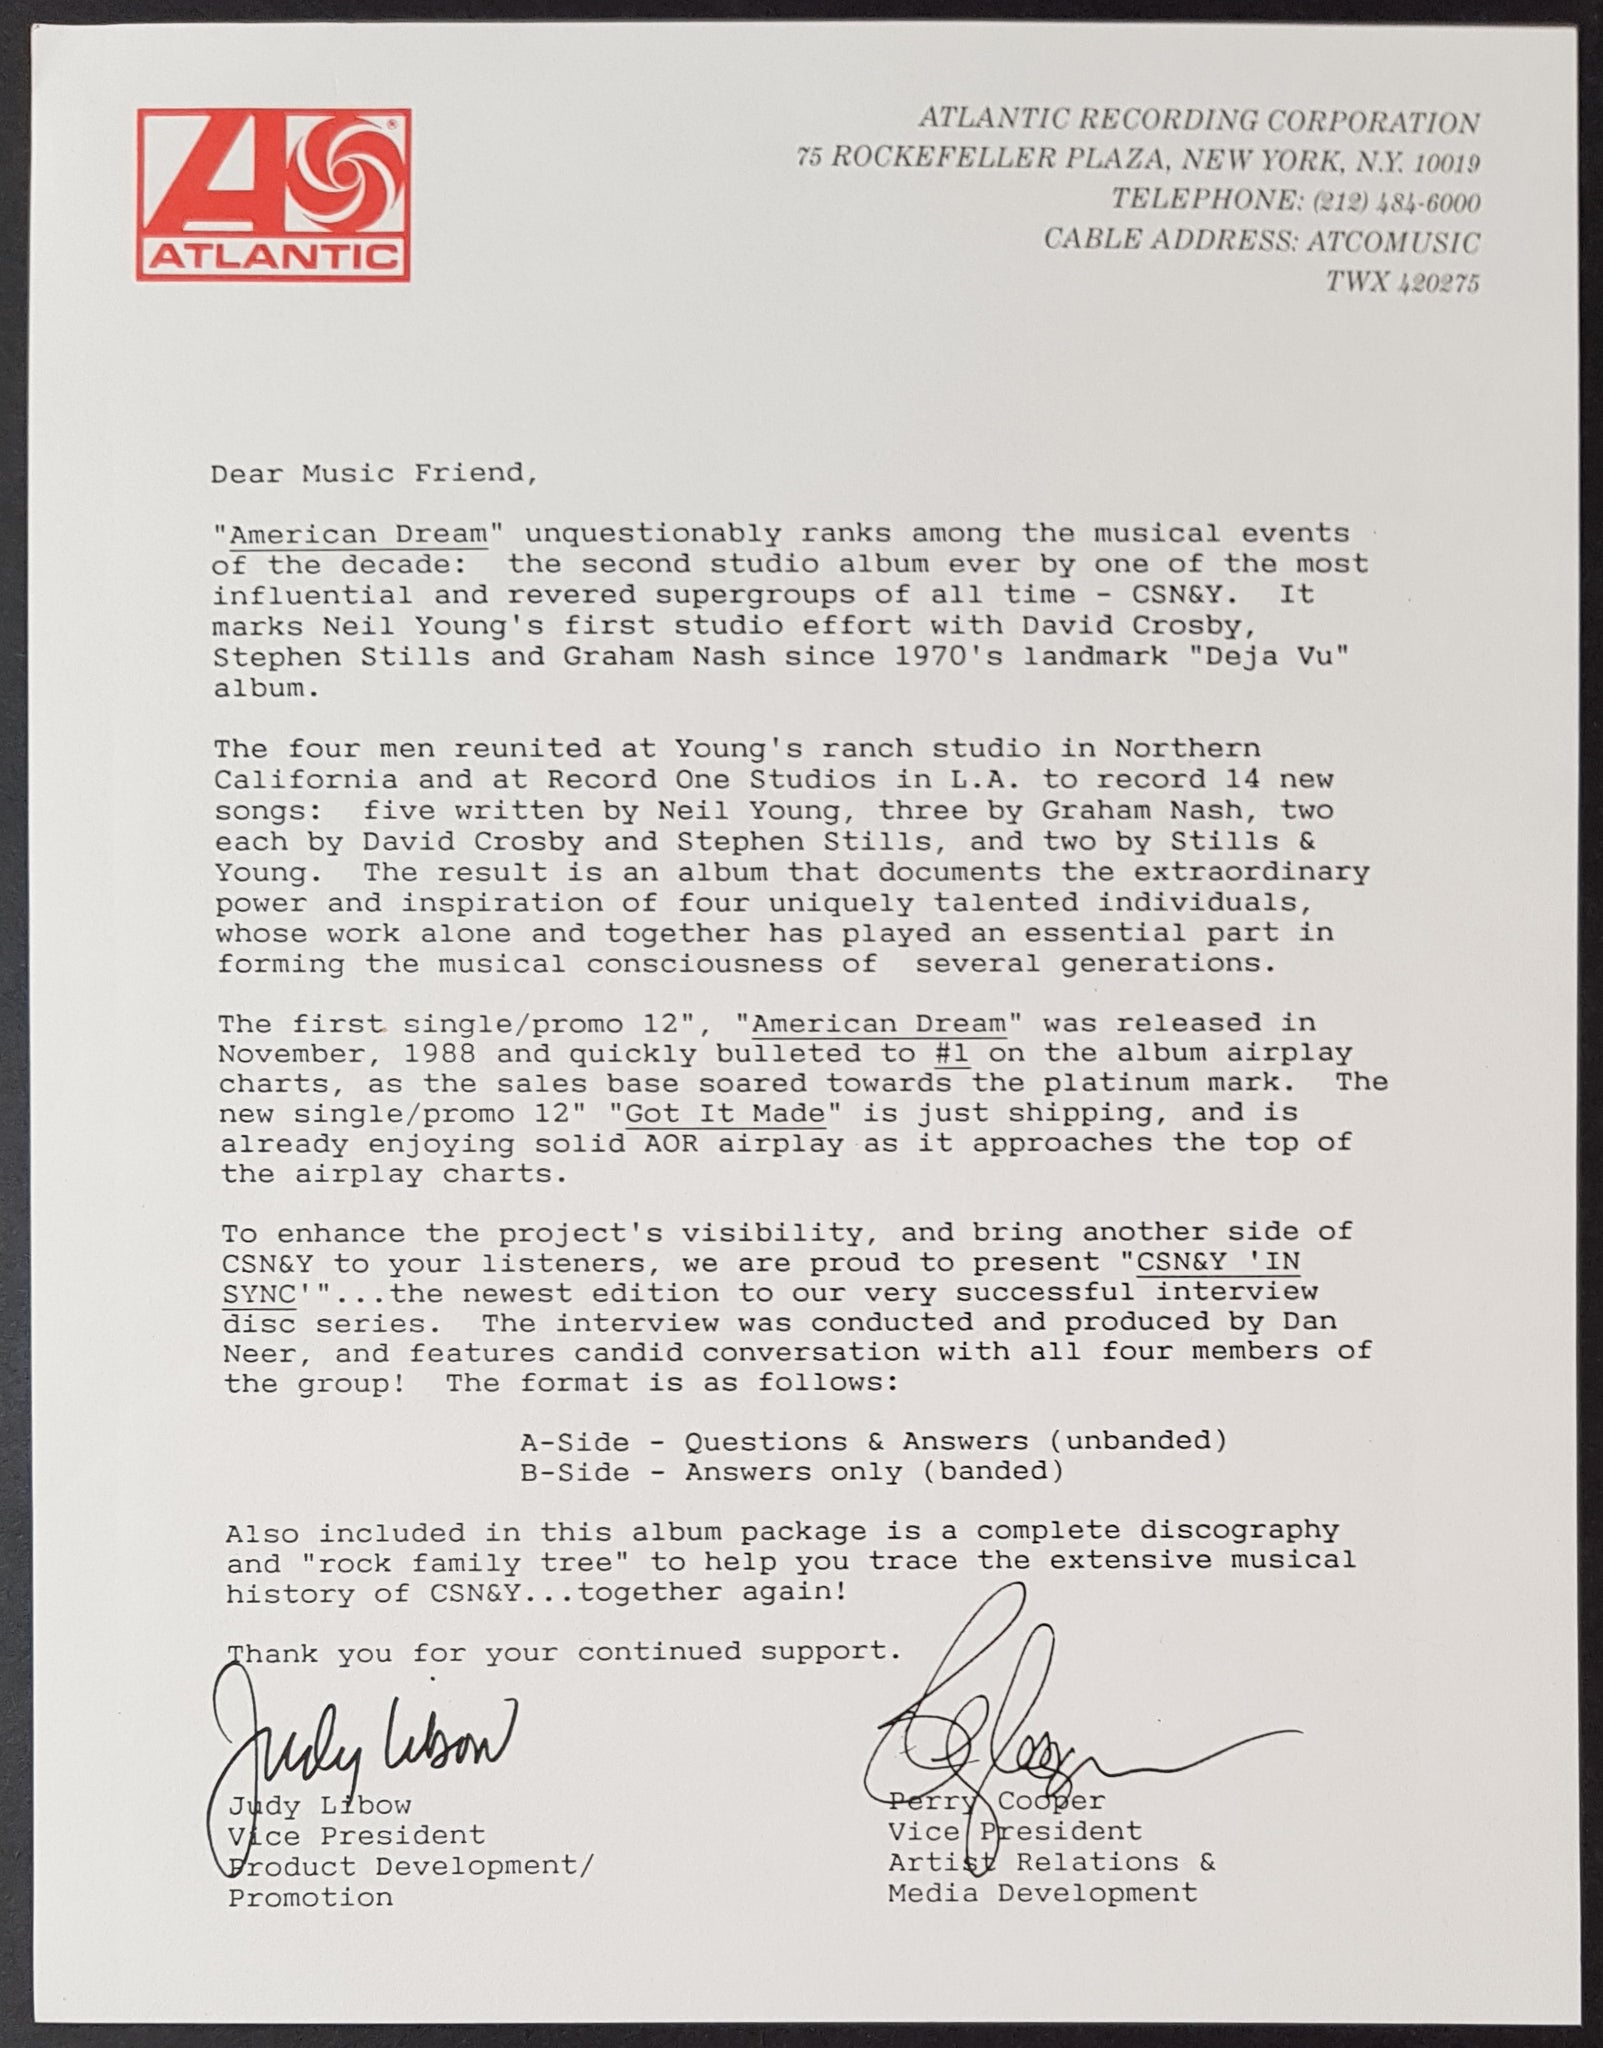 ATLANTIC
ATLANTIC RECORDING CORPORATION
75 ROCKEFELLER PLAZA, NEW YORK, N.Y. 10019
TELEPHONE: (212) 484-6000
CABLE ADDRESS: ATCOMUSIC
TWX 420275
Dear Music Friend,
"American Dream" unquestionably ranks among the musical events
of the decade:  the second studio album ever by one of the most
influential and revered supergroups of all time - CSN&Y.  It
marks Neil Young's first studio effort with David Crosby,
Stephen Stills and Graham Nash since 1970's landmark "Deja Vu"
album.
The four men reunited at Young's ranch studio in Northern
California and at Record One Studios in L.A. to record 14 new
songs:  five written by Neil Young, three by Graham Nash, two
each by David Crosby and Stephen Stills, and two by Stills &
Young.  The result is an album that documents the extraordinary
power and inspiration of four uniquely talented individuals,
whose work alone and together has played an essential part in
forming the musical consciousness of  several generations.
The first single/promo 12", "American Dream" was released in
November, 1988 and quickly bulleted to #1 on the album airplay
charts, as the sales base soared towards the platinum mark.  The
new single/promo 12" "Got It Made" is just shipping, and is
already enjoying solid AOR airplay as it approaches the top of
the airplay charts.
To enhance the project's visibility, and bring another side of
CSN&Y to your listeners, we are proud to present "CSN&Y 'IN
SYNC'"...the newest edition to our very successful interview
disc series.  The interview was conducted and produced by Dan
Neer, and features candid conversation with all four members of
the group!  The format is as follows:
A-Side - Questions & Answers (unbanded)
B-Side - Answers only (banded)
Also included in this album package is a complete discography
and "rock family tree" to help you trace the extensive musical
history of CSN&Y...together again!
Thank you for your continued support.
Judy Libow
Judy Libow
Vice President
Product Development/
Promotion
Perry Cooper
Vice President
Artist Relations &
Media Development